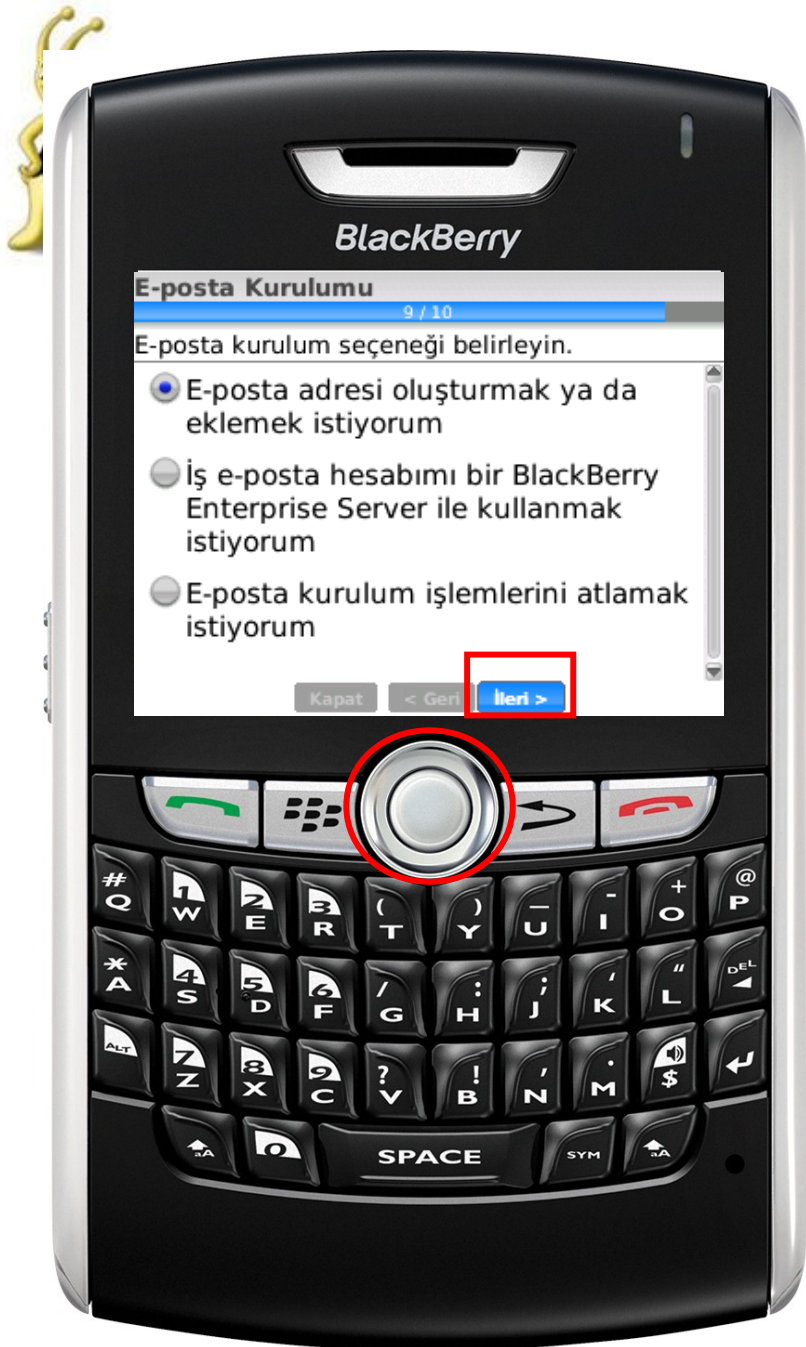 BlackBerry
E-posta Kurulumu
9 / 10
E-posta kurulum seçeneği belirleyin.
E-posta adresi oluşturmak ya da
eklemek istiyorum
İş e-posta hesabımı bir BlackBerry
Enterprise Server ile kullanmak
istiyorum
E-posta kurulum işlemlerini atlamak
istiyorum
Kapat < Geri İleri >
# 1 2 3 ( ) _ - + @
Q W E R T Y U I O P
* 4 5 6 / : ; ' " DEL
A S D F G H J K L
ALT 7 8 9 ? ! , .
Z X C V B N M $
aA 0 SPACE SYM aA